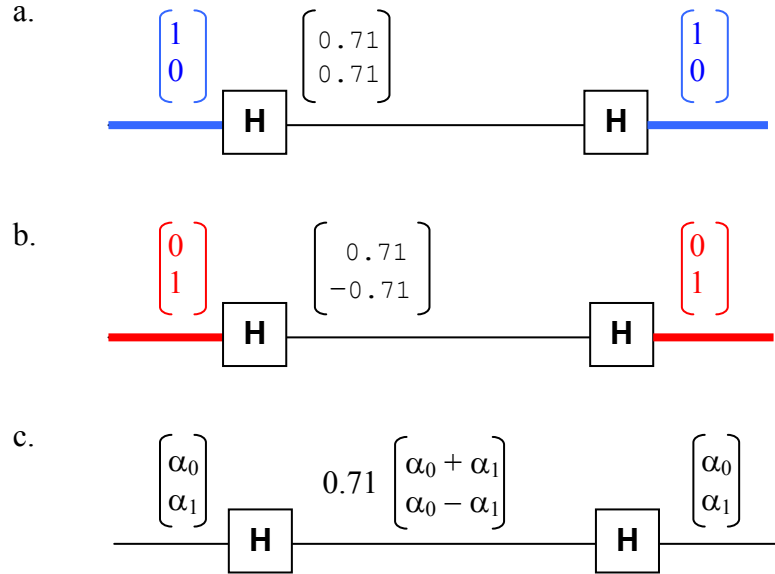 a.
1 0.71 1
0 0.71 0
H H
b.
0 0.71 0
1 −0.71 1
H H
c.
α₀ 0.71 α₀ + α₁ α₀
α₁ α₀ − α₁ α₁
H H